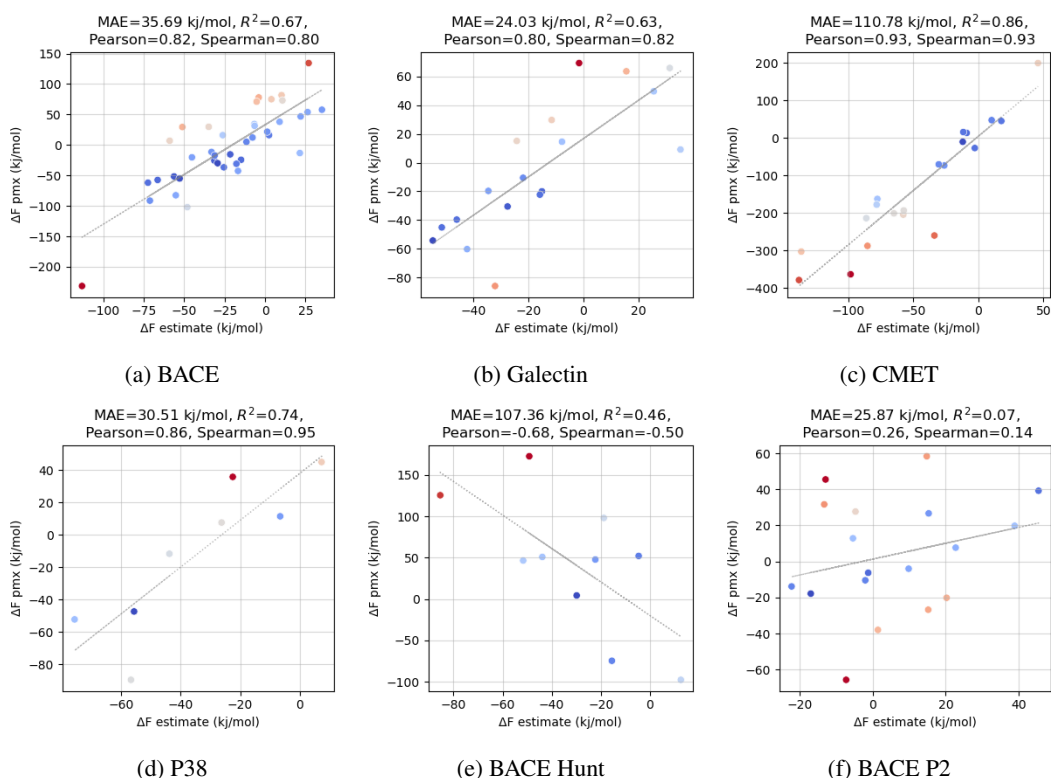 MAE=35.69 kj/mol, R²=0.67,
Pearson=0.82, Spearman=0.80
150
100
50
0
−50
−100
−150
−200
ΔF pmx (kj/mol)
−100 −50 0
ΔF estimate (kj/mol)
(a) BACE
MAE=24.03 kj/mol, R²=0.63,
Pearson=0.80, Spearman=0.82
60
40
20
0
−20
−40
−60
−80
ΔF pmx (kj/mol)
−40 −20 0 20
ΔF estimate (kj/mol)
(b) Galectin
MAE=110.78 kj/mol, R²=0.86,
Pearson=0.93, Spearman=0.93
200
100
0
−100
−200
−300
−400
ΔF pmx (kj/mol)
−100 −50 0 50
ΔF estimate (kj/mol)
(c) CMET
MAE=30.51 kj/mol, R²=0.74,
Pearson=0.86, Spearman=0.95
40
20
0
−20
−40
−60
−80
ΔF pmx (kj/mol)
−60 −40 −20 0
ΔF estimate (kj/mol)
(d) P38
MAE=107.36 kj/mol, R²=0.46,
Pearson=-0.68, Spearman=-0.50
150
100
50
0
−50
−100
ΔF pmx (kj/mol)
−80 −60 −40 −20 0
ΔF estimate (kj/mol)
(e) BACE Hunt
MAE=25.87 kj/mol, R²=0.07,
Pearson=0.26, Spearman=0.14
60
40
20
0
−20
−40
−60
ΔF pmx (kj/mol)
−20 0 20 40
ΔF estimate (kj/mol)
(f) BACE P2